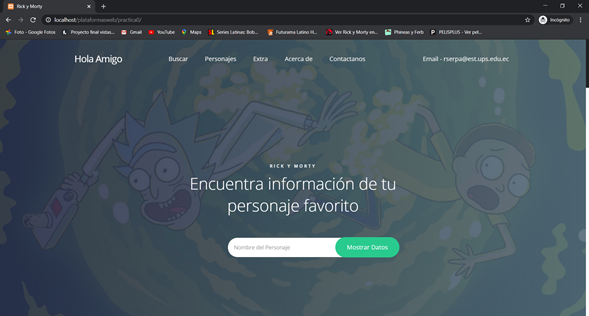 Rick y Morty
localhost/plataformasweb/practica0/
Incógnito
Foto - Google Fotos
Proyecto final vistas...
Gmail
YouTube
Maps
Series Latinas: Bob...
Futurama Latino H...
Ver Rick y Morty en...
Phineas y Ferb
PELISPLUS - Ver pel...
Hola Amigo
Buscar
Personajes
Extra
Acerca de
Contactanos
Email - rserpa@est.ups.edu.ec
RICK Y MORTY
Encuentra información de tu
personaje favorito
Nombre del Personaje
Mostrar Datos